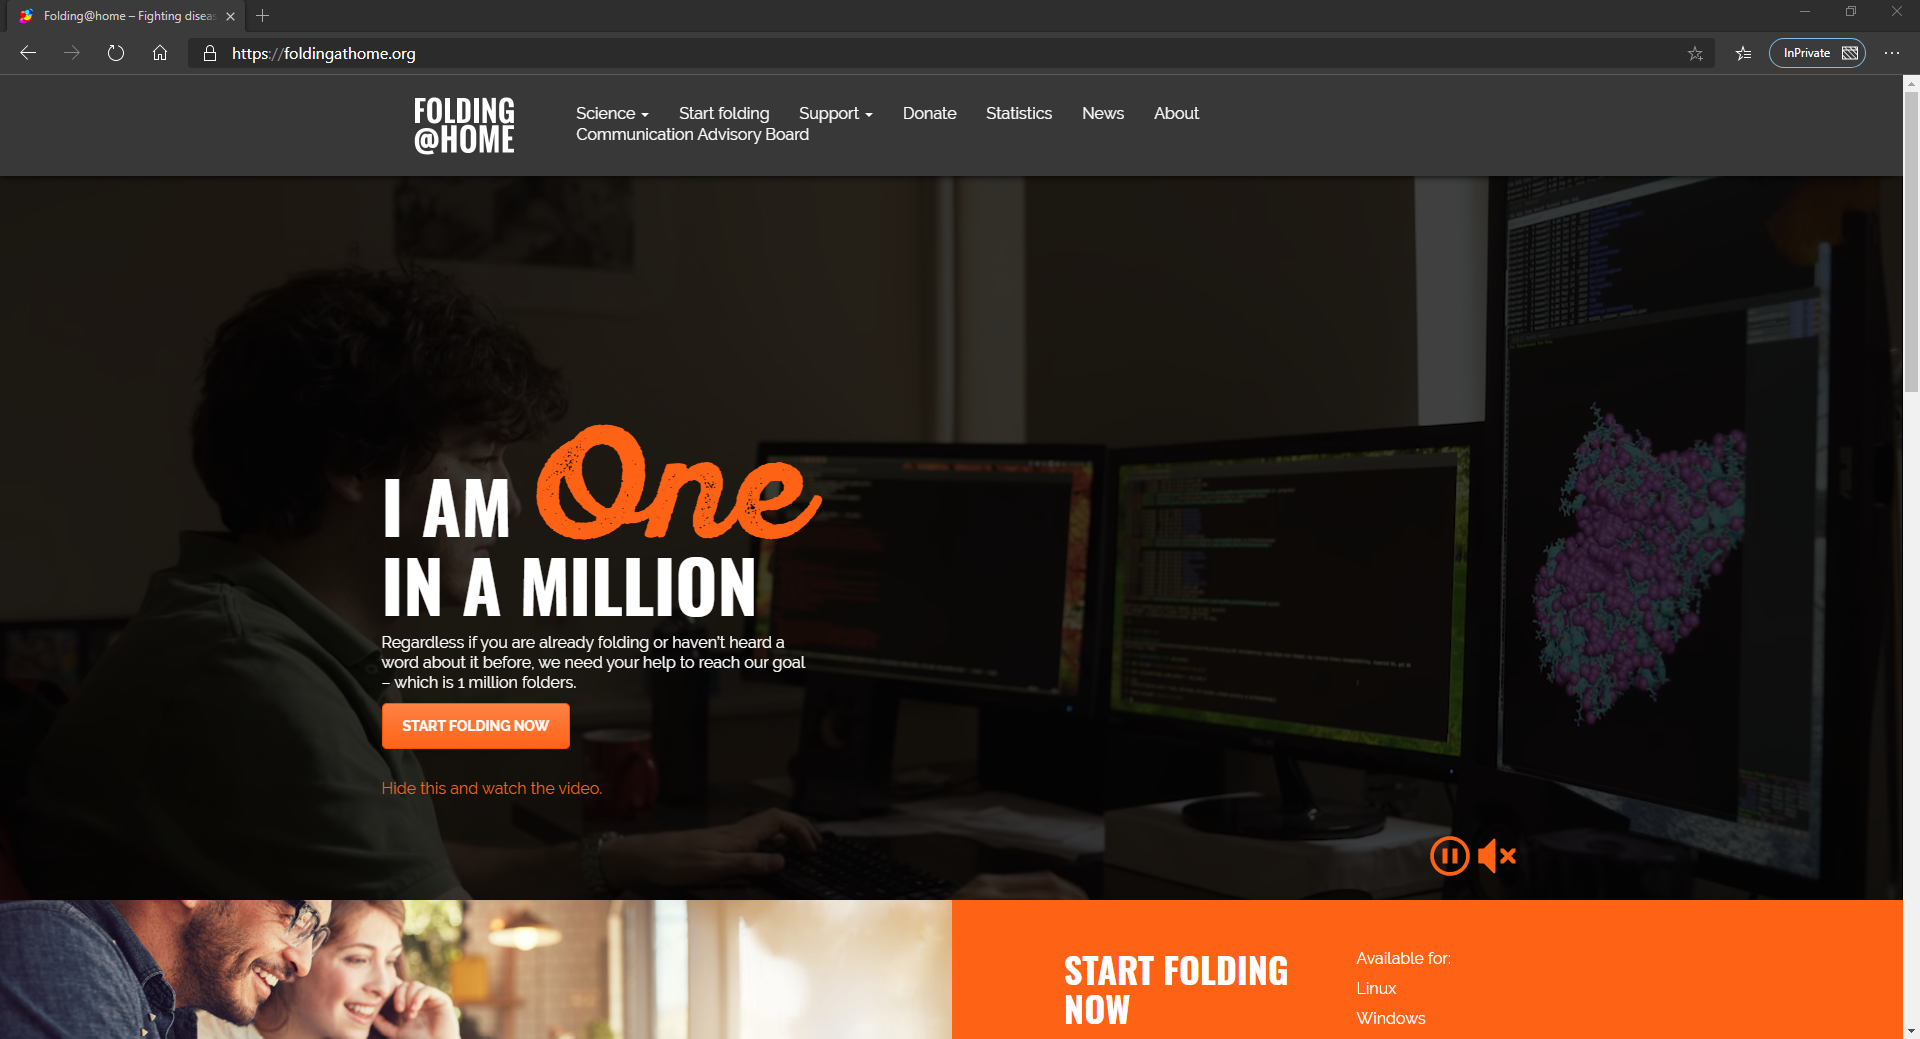 Folding@home – Fighting diseas
https://foldingathome.org
InPrivate
FOLDING
@HOME
Science
Start folding
Support
Donate
Statistics
News
About
Communication Advisory Board
I AM One
IN A MILLION
Regardless if you are already folding or haven't heard a
word about it before, we need your help to reach our goal
– which is 1 million folders.
START FOLDING NOW
Hide this and watch the video.
START FOLDING
NOW
Available for:
Linux
Windows